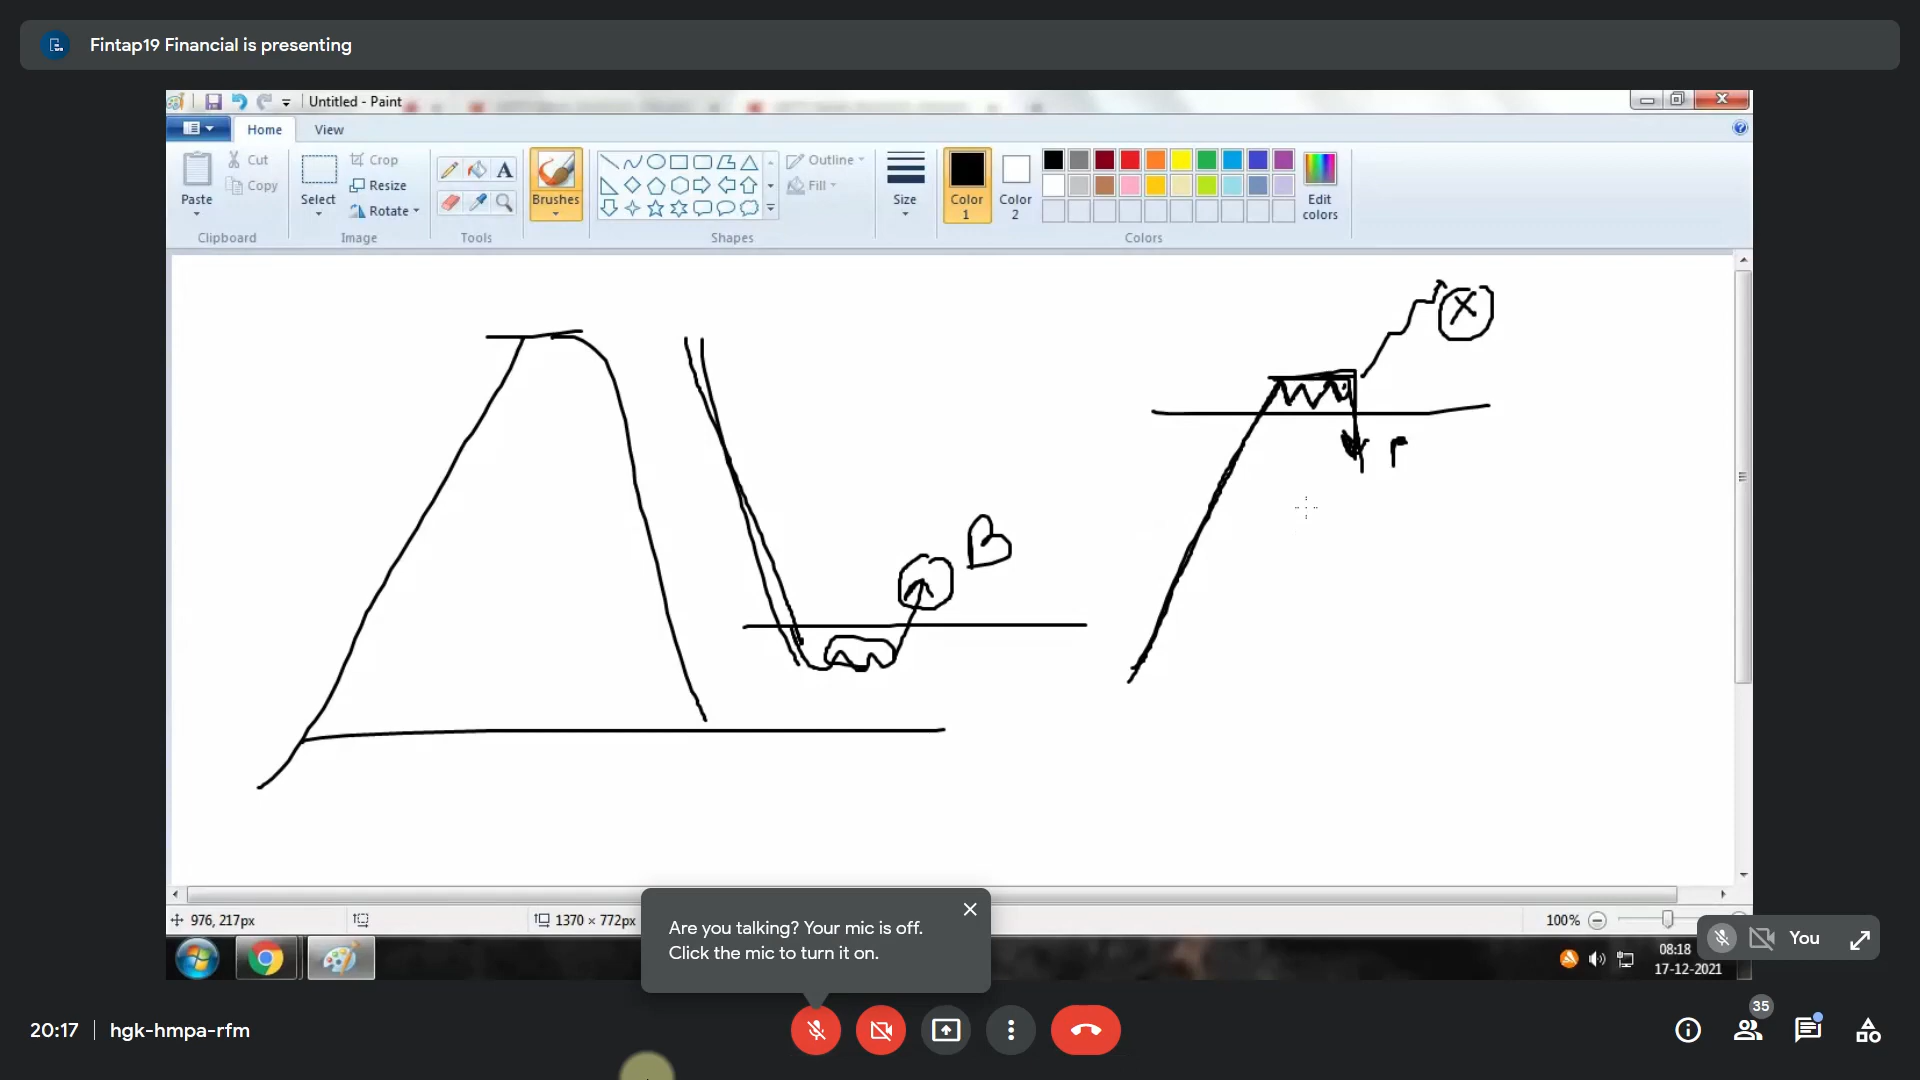 Fintap19 Financial is presenting
Untitled - Paint
Home View
Cut
Copy
Paste
Clipboard
Select
Crop
Resize
Rotate
Image
A
Tools
Brushes
Shapes
Outline
Fill
Size
Color 1
Color 2
Edit colors
Colors
B
X
r
976, 217px
1370 × 772px
100%
Are you talking? Your mic is off.
Click the mic to turn it on.
You
08:18
17-12-2021
20:17 | hgk-hmpa-rfm
35